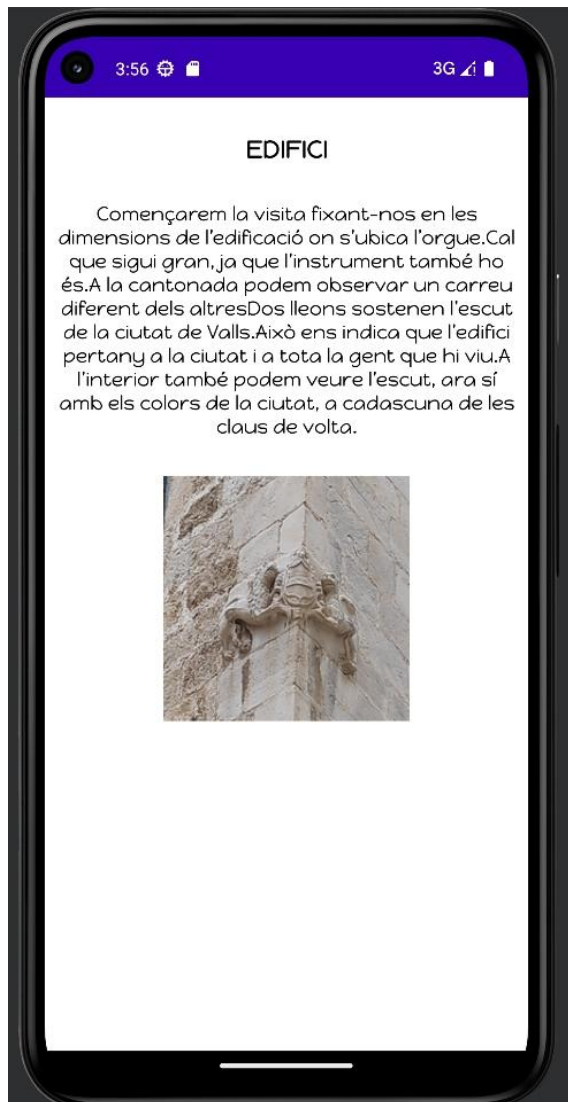 3:56
3G
EDIFICI
Començarem la visita fixant-nos en les
dimensions de l'edificació on s'ubica l'orgue.Cal
que sigui gran, ja que l'instrument també ho
és.A la cantonada podem observar un carreu
diferent dels altresDos lleons sostenen l'escut
de la ciutat de Valls.Això ens indica que l'edifici
pertany a la ciutat i a tota la gent que hi viu.A
l'interior també podem veure l'escut, ara sí
amb els colors de la ciutat, a cadascuna de les
claus de volta.